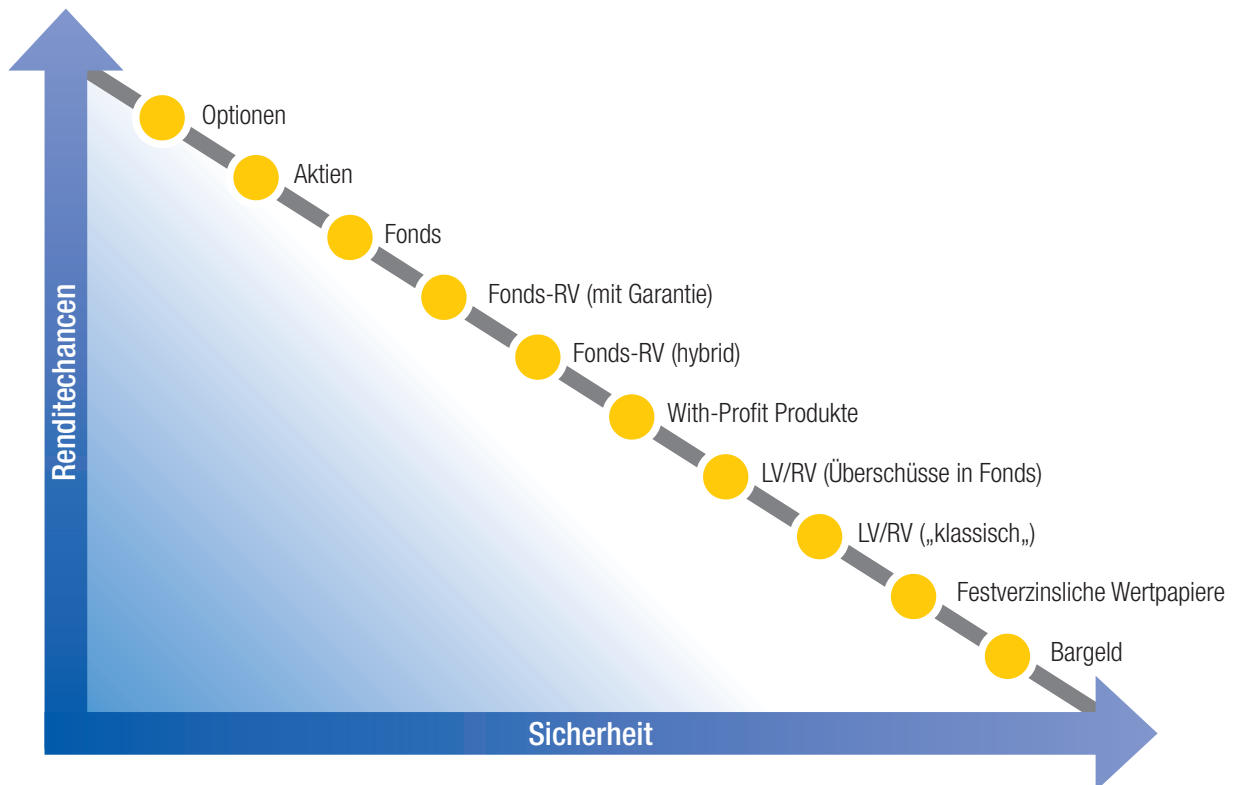 Optionen
Aktien
Fonds
Fonds-RV (mit Garantie)
Fonds-RV (hybrid)
With-Profit Produkte
LV/RV (Überschüsse in Fonds)
LV/RV („klassisch„)
Festverzinsliche Wertpapiere
Bargeld
Renditechancen
Sicherheit